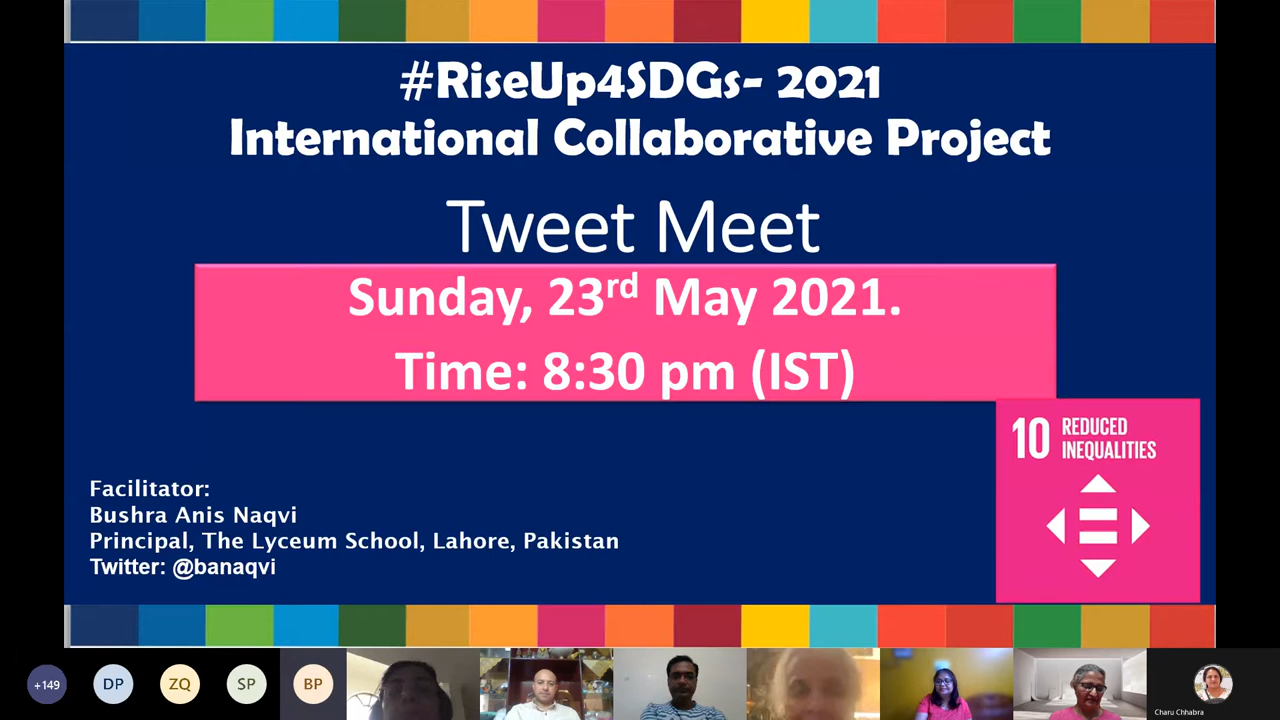 #RiseUp4SDGs- 2021
International Collaborative Project
Tweet Meet
Sunday, 23rd May 2021.
Time: 8:30 pm (IST)
10 REDUCED
INEQUALITIES
Facilitator:
Bushra Anis Naqvi
Principal, The Lyceum School, Lahore, Pakistan
Twitter: @banaqvi
+149
DP
ZQ
SP
BP
Charu Chhabra